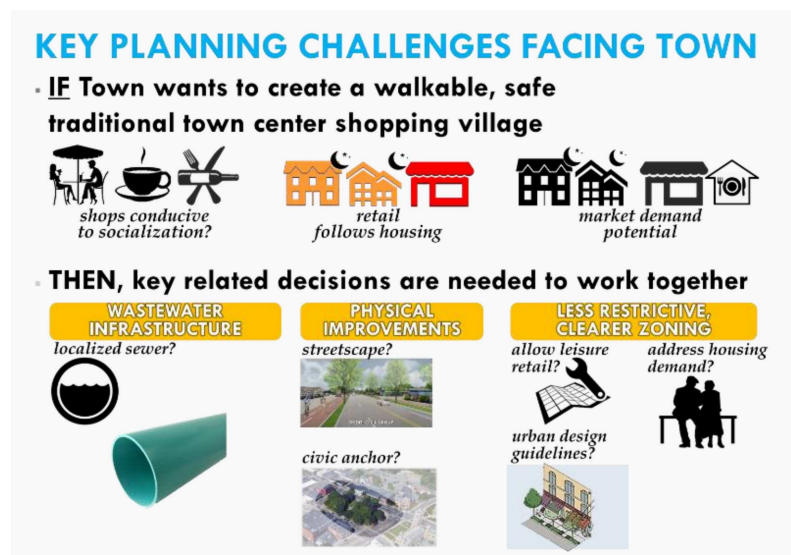 KEY PLANNING CHALLENGES FACING TOWN
IF Town wants to create a walkable, safe
traditional town center shopping village
shops conducive
to socialization?
retail
follows housing
market demand
potential
THEN, key related decisions are needed to work together
WASTEWATER
INFRASTRUCTURE
PHYSICAL
IMPROVEMENTS
LESS RESTRICTIVE,
CLEARER ZONING
localized sewer?
streetscape?
civic anchor?
allow leisure
retail?
address housing
demand?
urban design
guidelines?